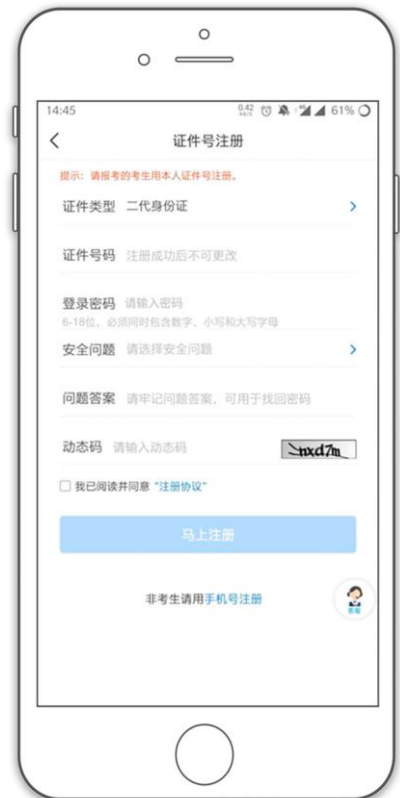 14:45
0.42
KB/S
4G
61%
证件号注册
提示：请报考的考生用本人证件号注册。
证件类型 二代身份证
证件号码 注册成功后不可更改
登录密码 请输入密码
6-18位，必须同时包含数字、小写和大写字母
安全问题 请选择安全问题
问题答案 请牢记问题答案，可用于找回密码
动态码 请输入动态码 nxd7m
我已阅读并同意 “注册协议”
马上注册
非考生请用手机号注册
客服